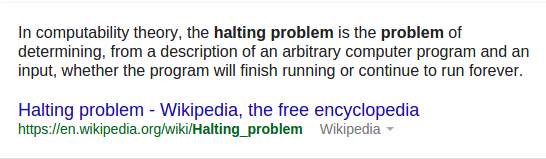 In computability theory, the halting problem is the problem of
determining, from a description of an arbitrary computer program and an
input, whether the program will finish running or continue to run forever.
Halting problem - Wikipedia, the free encyclopedia
https://en.wikipedia.org/wiki/Halting_problem Wikipedia